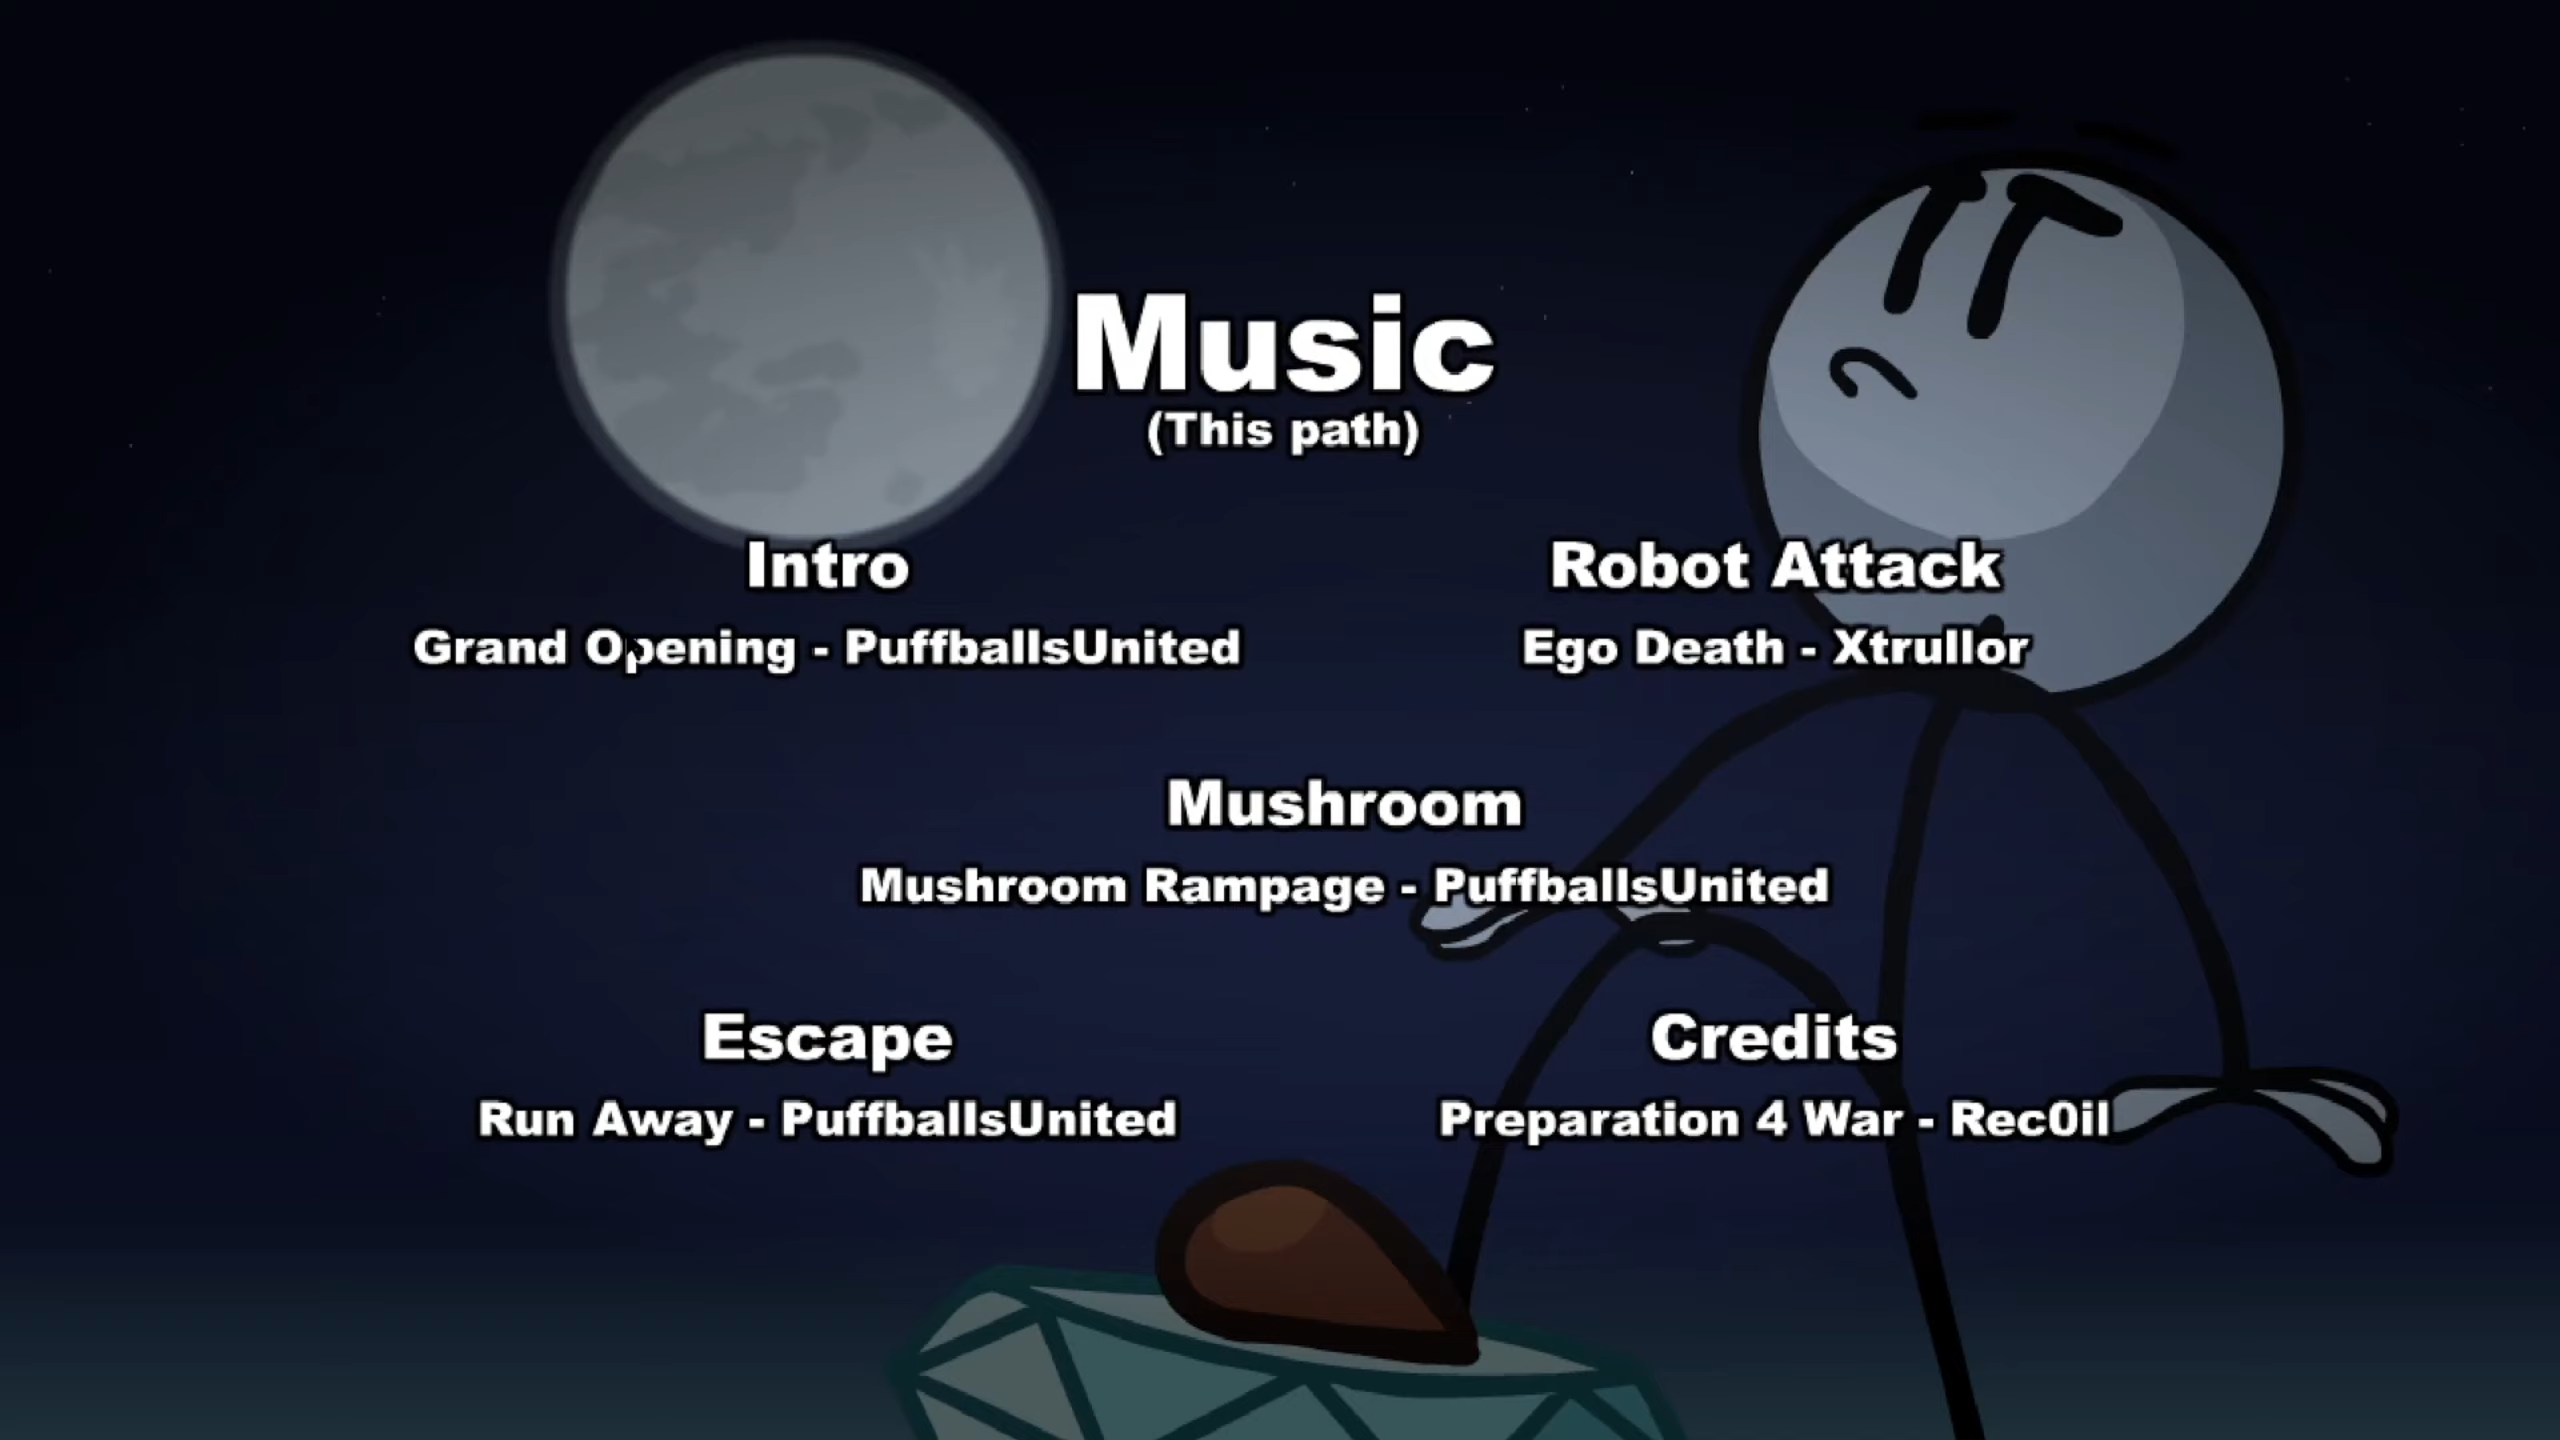 Music
(This path)
Intro
Grand Opening - PuffballsUnited
Robot Attack
Ego Death - Xtrullor
Mushroom
Mushroom Rampage - PuffballsUnited
Escape
Run Away - PuffballsUnited
Credits
Preparation 4 War - Rec0il